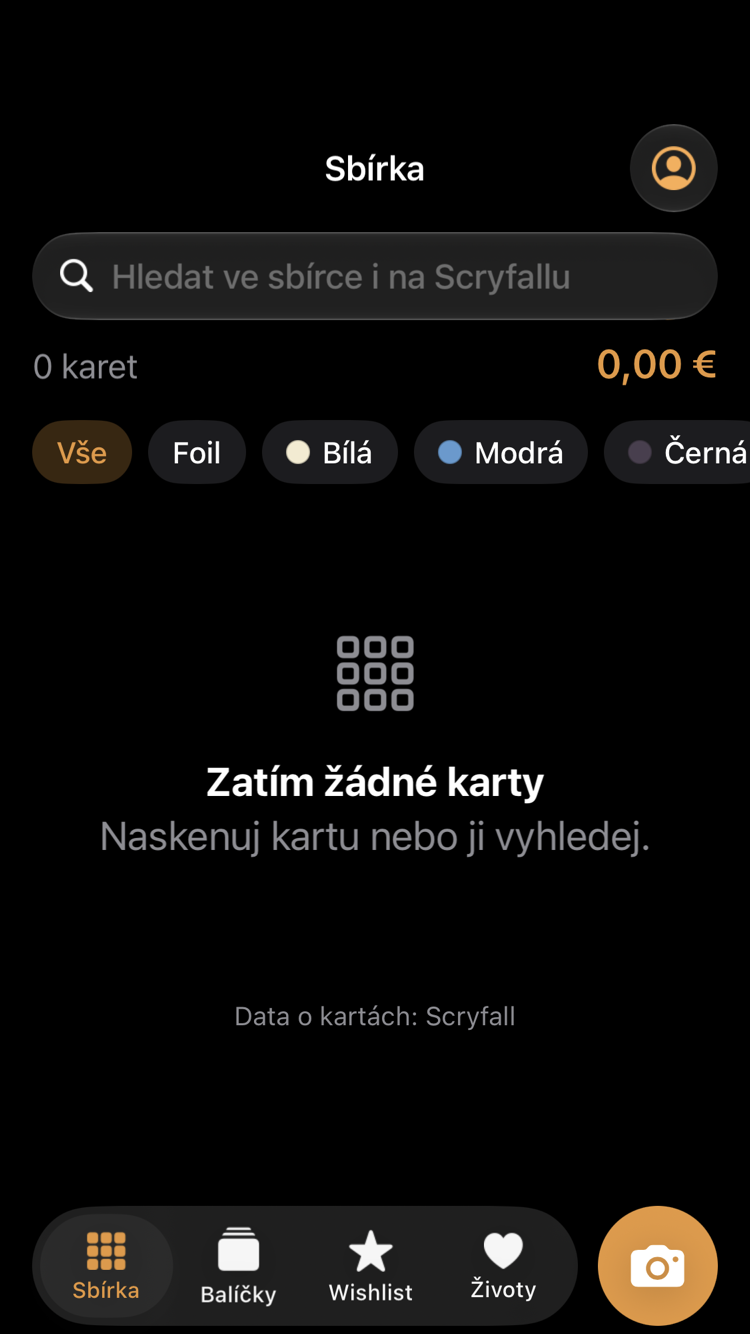 Sbírka
Hledat ve sbírce i na Scryfallu
0 karet
0,00 €
Vše
Foil
Bílá
Modrá
Černá
Zatím žádné karty
Naskenuj kartu nebo ji vyhledej.
Data o kartách: Scryfall
Sbírka
Balíčky
Wishlist
Životy